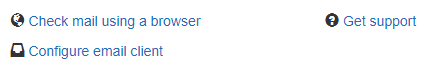 Check mail using a browser
Get support
Configure email client